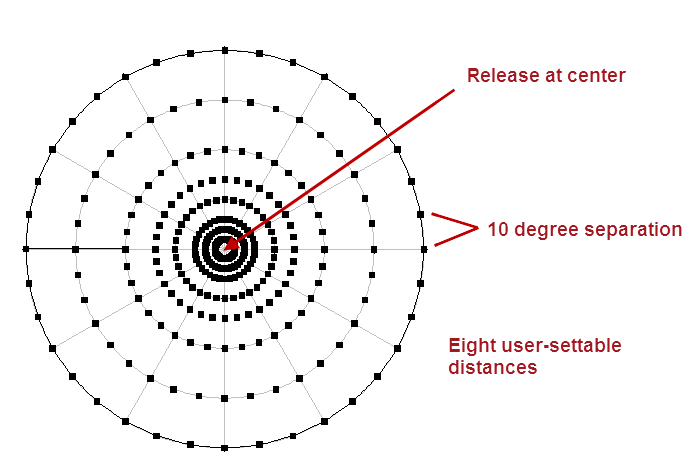 Release at center
10 degree separation
Eight user-settable
distances